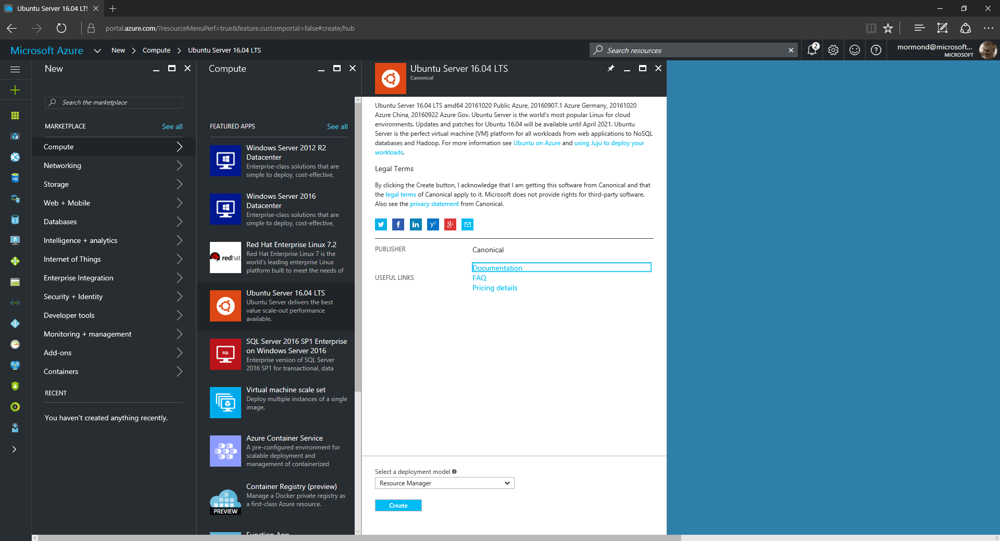 Ubuntu Server 16.04 LTS
portal.azure.com/?resourceMenuPerf=true&feature.customportal=false#create/hub
Microsoft Azure
New
Compute
Ubuntu Server 16.04 LTS
Search resources
2
mormond@microsoft...
MICROSOFT
New
Search the marketplace
MARKETPLACE
See all
Compute
Networking
Storage
Web + Mobile
Databases
Intelligence + analytics
Internet of Things
Enterprise Integration
Security + Identity
Developer tools
Monitoring + management
Add-ons
Containers
RECENT
You haven't created anything recently.
Compute
FEATURED APPS
See all
Windows Server 2012 R2
Datacenter
Enterprise-class solutions that are
simple to deploy, cost-effective,
Windows Server 2016
Datacenter
Enterprise-class solutions that are
simple to deploy, cost-effective,
redhat.
Red Hat Enterprise Linux 7.2
Red Hat Enterprise Linux 7 is the
world's leading enterprise Linux
platform built to meet the needs of
Ubuntu Server 16.04 LTS
Ubuntu Server delivers the best
value scale-out performance
available.
SQL
SQL Server 2016 SP1 Enterprise
on Windows Server 2016
Enterprise version of SQL Server
2016 SP1 for transactional, data
Virtual machine scale set
Deploy multiple instances of a single
image.
Azure Container Service
A pre-configured environment for
scalable deployment and
management of containerized
PREVIEW
Container Registry (preview)
Manage a Docker private registry as
a first-class Azure resource.
Function App
Ubuntu Server 16.04 LTS
Canonical
Ubuntu Server 16.04 LTS amd64 20161020 Public Azure, 20160907.1 Azure Germany, 20161020
Azure China, 20160922 Azure Gov. Ubuntu Server is the world's most popular Linux for cloud
environments. Updates and patches for Ubuntu 16.04 will be available until April 2021. Ubuntu
Server is the perfect virtual machine (VM) platform for all workloads from web applications to NoSQL
databases and Hadoop. For more information see Ubuntu on Azure and using Juju to deploy your
workloads.
Legal Terms
By clicking the Create button, I acknowledge that I am getting this software from Canonical and that
the legal terms of Canonical apply to it. Microsoft does not provide rights for third-party software.
Also see the privacy statement from Canonical.
PUBLISHER
Canonical
USEFUL LINKS
Documentation
FAQ
Pricing details
Select a deployment model
Resource Manager
Create